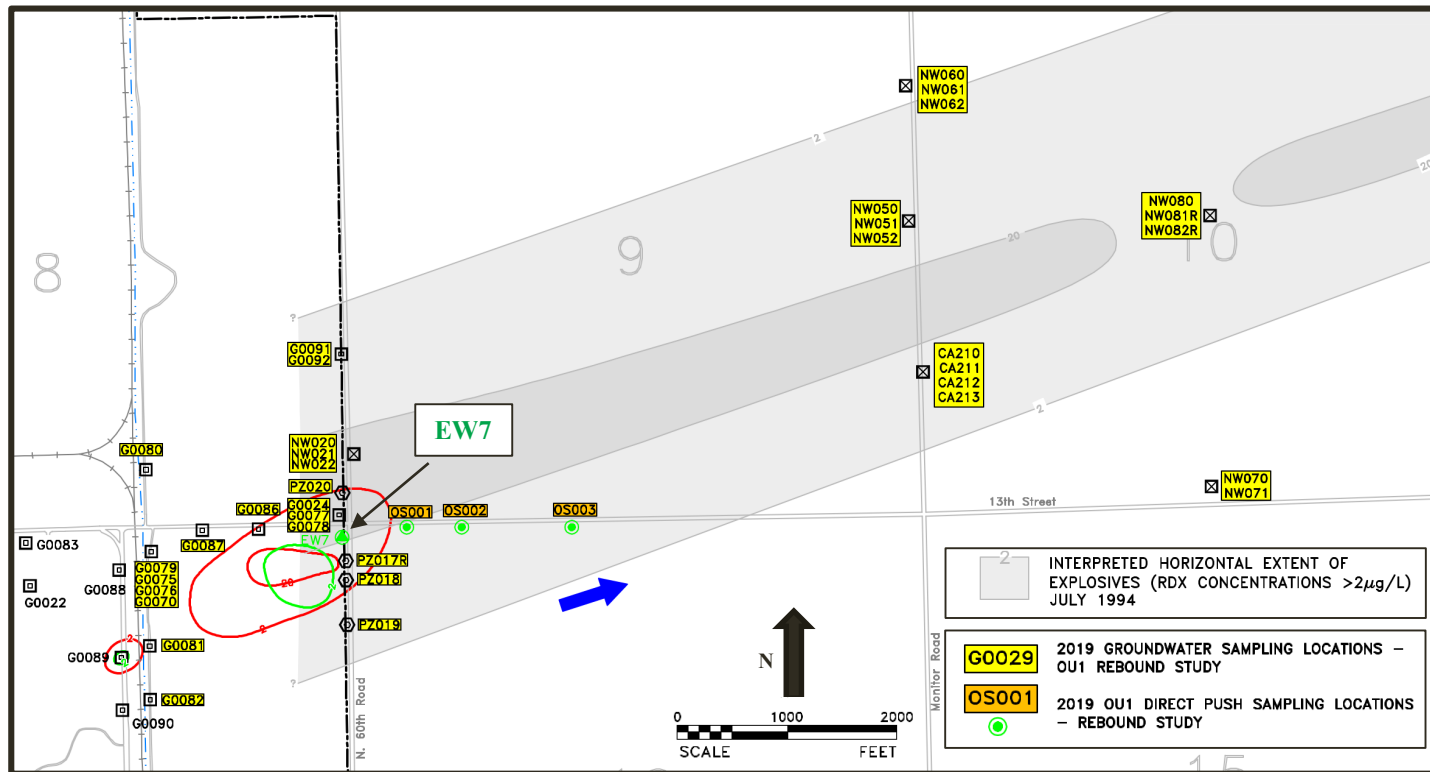 NW060
NW061
NW062
2
20
NW050
NW051
NW052
NW080
NW081R
NW082R
20
8
9
10
?
G0091
G0092
CA210
CA211
CA212
CA213
2
EW7
NW020
NW021
NW022
G0080
PZ020
G0024
G0077
G0078
G0086
G0087
OS001
OS002
OS003
13th Street
NW070
NW071
EW7
G0083
G0079
G0075
G0076
G0070
G0088
G0022
PZ017R
PZ018
PZ019
20
2
2
2
G0089
G0081
?
G0082
G0090
N. 60th Road
Monitor Road
N
0 1000 2000
SCALE FEET
2
INTERPRETED HORIZONTAL EXTENT OF
EXPLOSIVES (RDX CONCENTRATIONS >2µg/L)
JULY 1994
G0029
2019 GROUNDWATER SAMPLING LOCATIONS –
OU1 REBOUND STUDY
OS001
2019 OU1 DIRECT PUSH SAMPLING LOCATIONS
– REBOUND STUDY